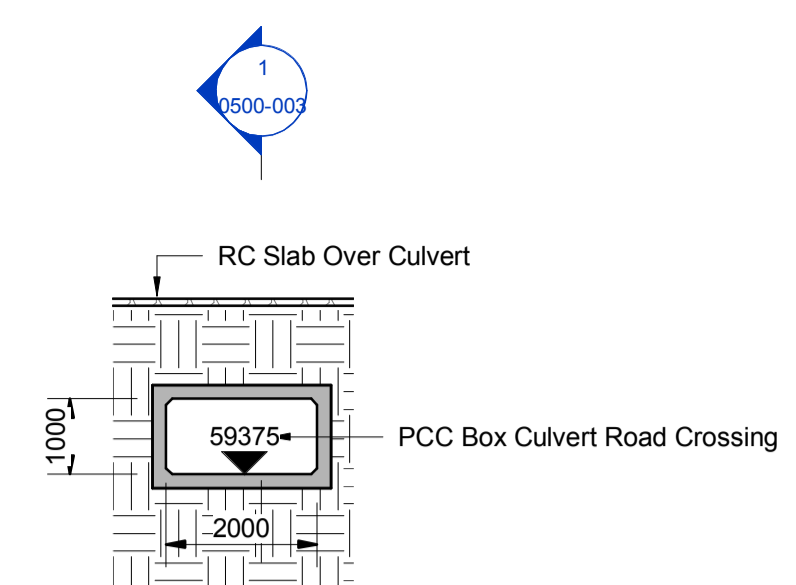 1
0500-003
RC Slab Over Culvert
1000
59375
PCC Box Culvert Road Crossing
2000